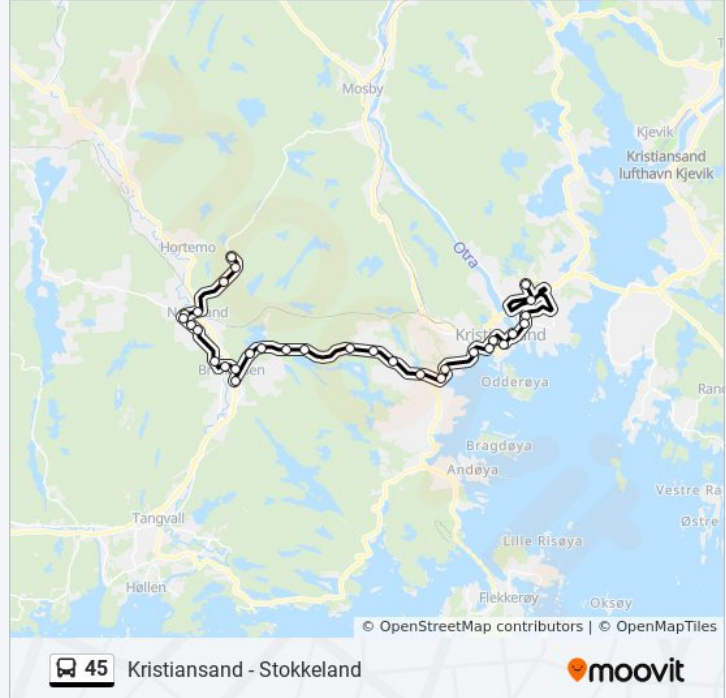 Mosby
Kjevik
Kristiansand
lufthavn Kjevik
Otra
Hortemo
Kristiansand
Odderøya
Bragdøya
Andøya
Vestre
Østre
Tangvall
Lille Risøya
Høllen
Flekkerøy
Oksøy
© OpenStreetMap contributors | © OpenMapTiles
45 Kristiansand - Stokkeland
moovit